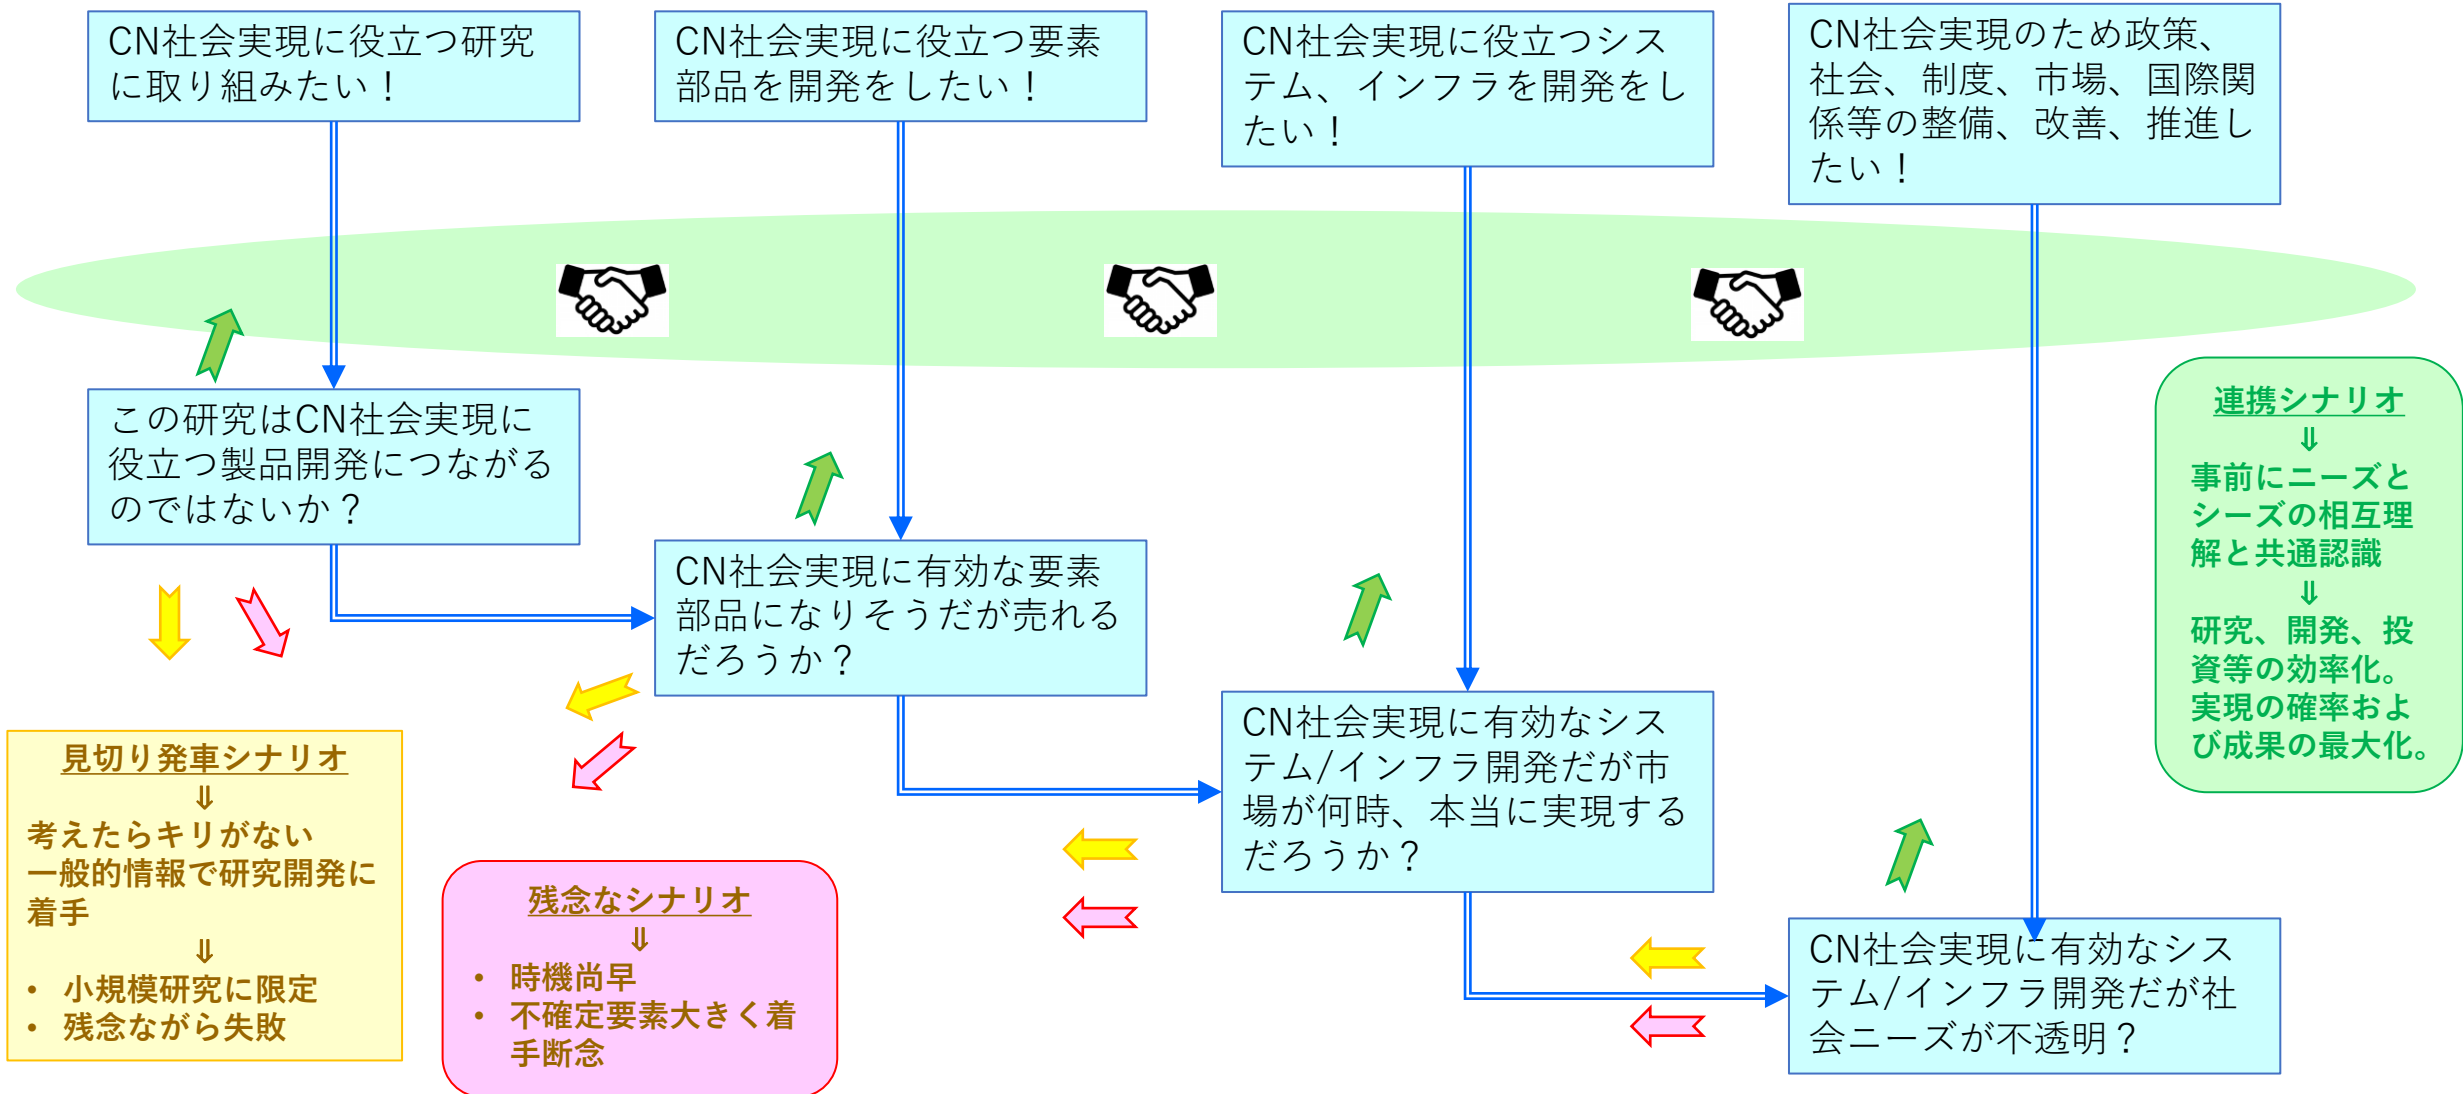 CN社会実現に役立つ研究
に取り組みたい！
CN社会実現に役立つ要素
部品を開発をしたい！
CN社会実現に役立つシス
テム、インフラを開発をし
たい！
CN社会実現のため政策、
社会、制度、市場、国際関
係等の整備、改善、推進し
たい！
この研究はCN社会実現に
役立つ製品開発につながる
のではないか？
CN社会実現に有効な要素
部品になりそうだが売れる
だろうか？
CN社会実現に有効なシス
テム/インフラ開発だが市
場が何時、本当に実現する
だろうか？
CN社会実現に有効なシス
テム/インフラ開発だが社
会ニーズが不透明？
連携シナリオ
⇓
事前にニーズと
シーズの相互理
解と共通認識
⇓
研究、開発、投
資等の効率化。
実現の確率およ
び成果の最大化。
見切り発車シナリオ
⇓
考えたらキリがない
一般的情報で研究開発に
着手
⇓
• 小規模研究に限定
• 残念ながら失敗
残念なシナリオ
⇓
• 時機尚早
• 不確定要素大きく着
手断念